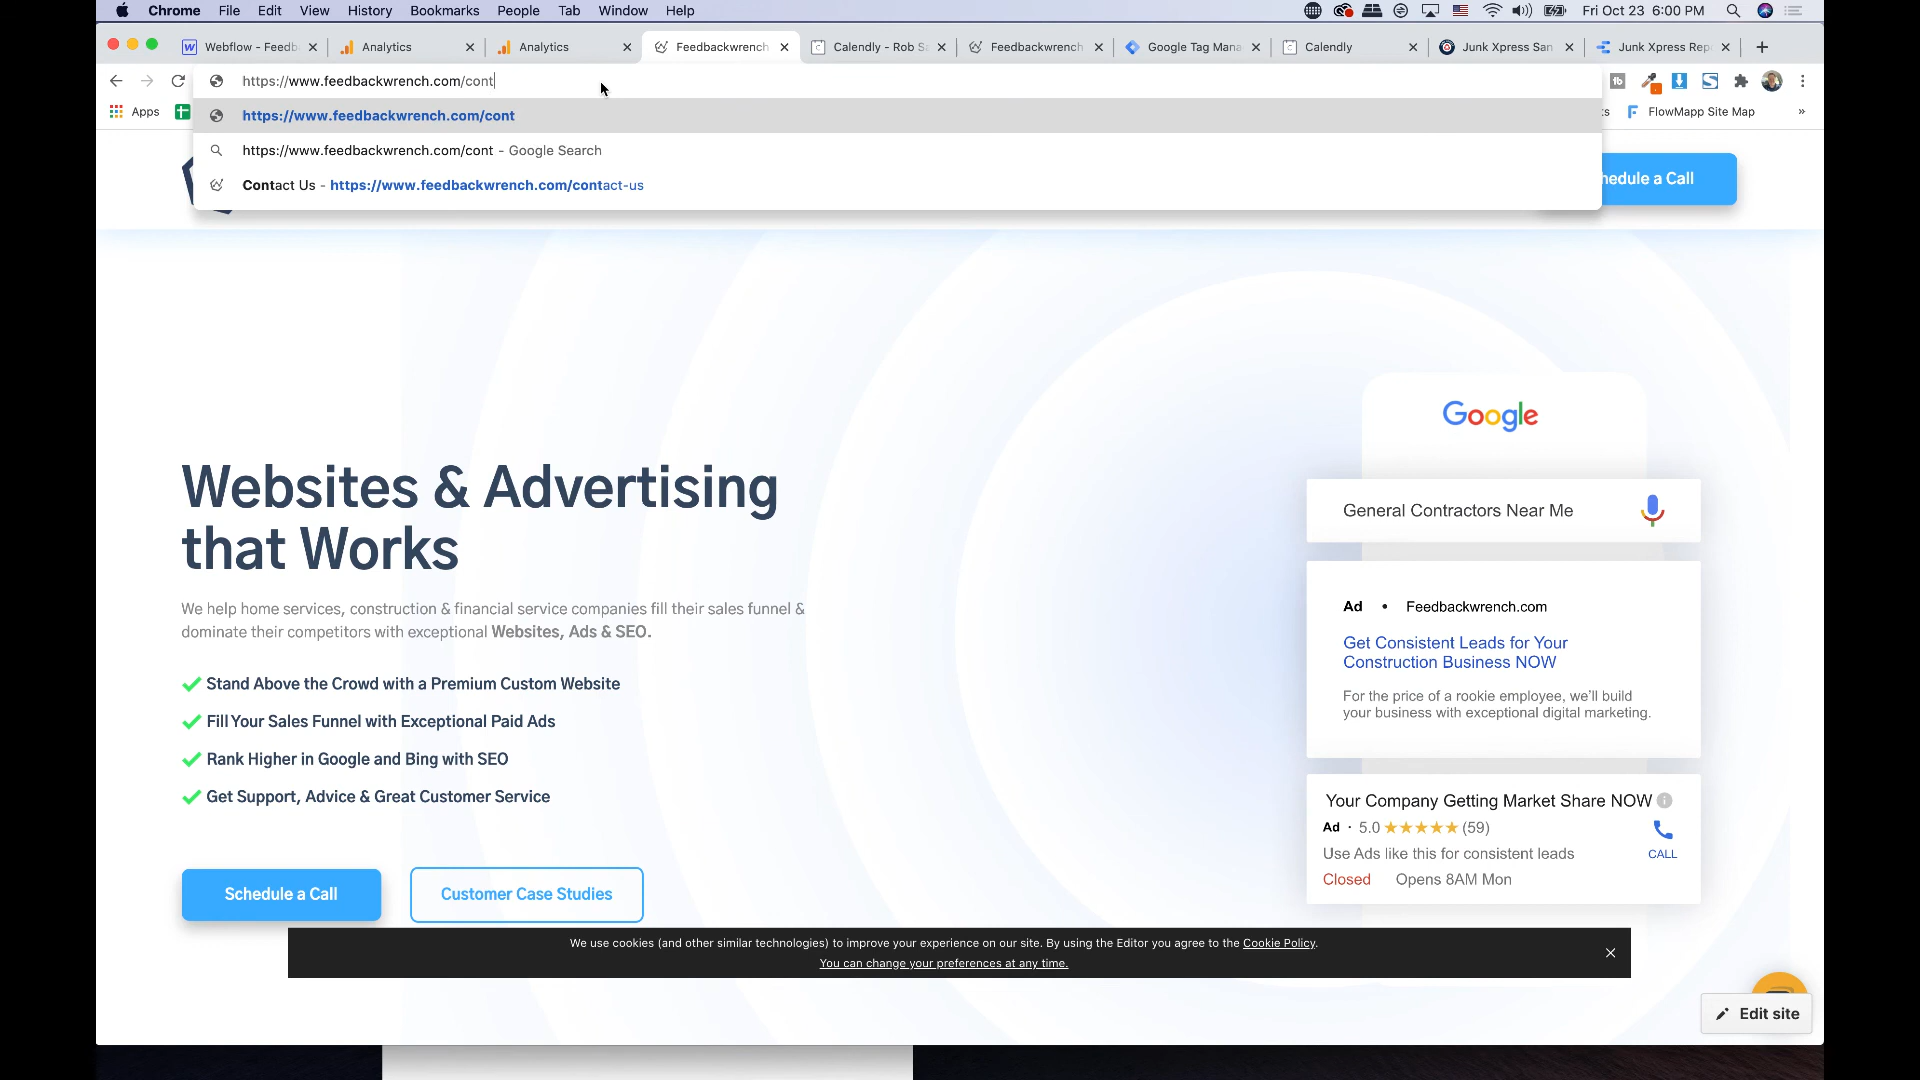 Chrome File Edit View History Bookmarks People Tab Window Help
Fri Oct 23 6:00 PM
Webflow - Feedb
Analytics
Analytics
Feedbackwrench
Calendly - Rob S
Feedbackwrench
Google Tag Mana
Calendly
Junk Xpress San
Junk Xpress Rep
https://www.feedbackwrench.com/cont
Apps
FlowMapp Site Map
»
https://www.feedbackwrench.com/cont
https://www.feedbackwrench.com/cont - Google Search
Contact Us - https://www.feedbackwrench.com/contact-us
hedule a Call
Websites & Advertising
that Works
We help home services, construction & financial service companies fill their sales funnel &
dominate their competitors with exceptional Websites, Ads & SEO.
Stand Above the Crowd with a Premium Custom Website
Fill Your Sales Funnel with Exceptional Paid Ads
Rank Higher in Google and Bing with SEO
Get Support, Advice & Great Customer Service
Schedule a Call
Customer Case Studies
Google
General Contractors Near Me
Ad • Feedbackwrench.com
Get Consistent Leads for Your
Construction Business NOW
For the price of a rookie employee, we'll build
your business with exceptional digital marketing.
Your Company Getting Market Share NOW
Ad · 5.0 ★★★★★ (59)
Use Ads like this for consistent leads
CALL
Closed Opens 8AM Mon
We use cookies (and other similar technologies) to improve your experience on our site. By using the Editor you agree to the Cookie Policy.
You can change your preferences at any time.
Edit site